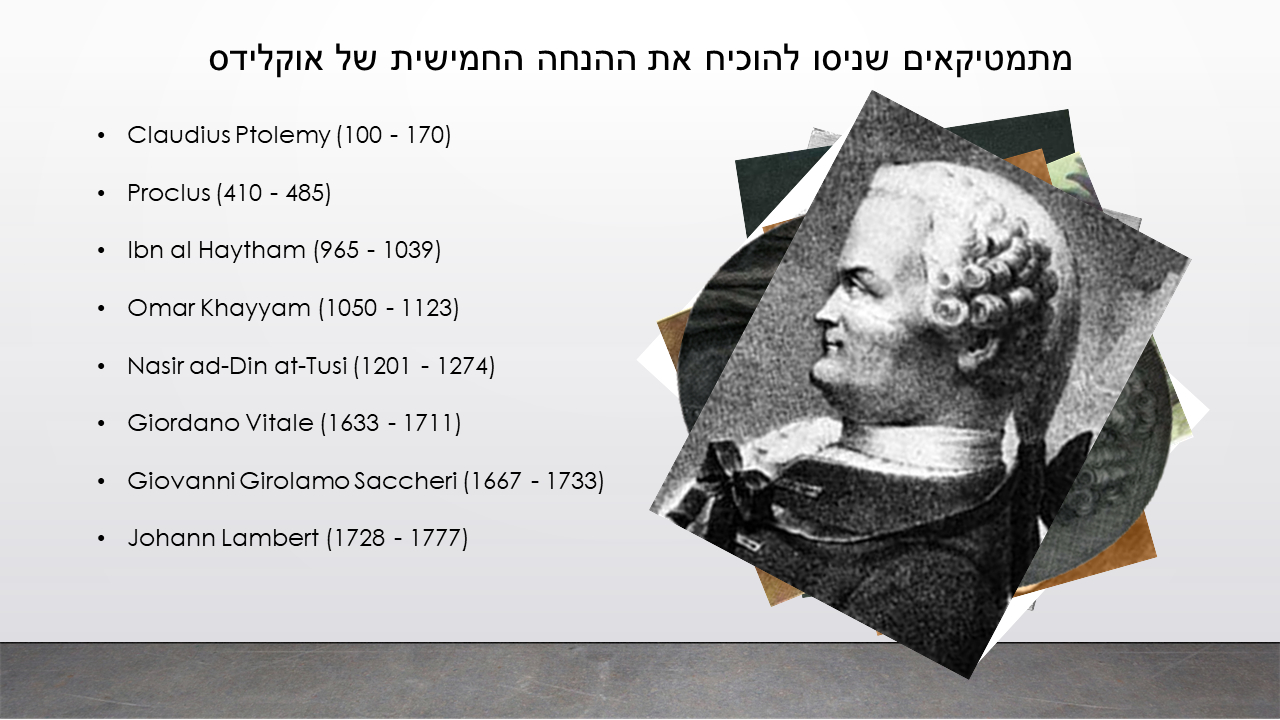 מתמטיקאים שניסו להוכיח את ההנחה החמישית של אוקלידס
• Claudius Ptolemy (100 - 170)
• Proclus (410 - 485)
• Ibn al Haytham (965 - 1039)
• Omar Khayyam (1050 - 1123)
• Nasir ad-Din at-Tusi (1201 - 1274)
• Giordano Vitale (1633 - 1711)
• Giovanni Girolamo Saccheri (1667 - 1733)
• Johann Lambert (1728 - 1777)